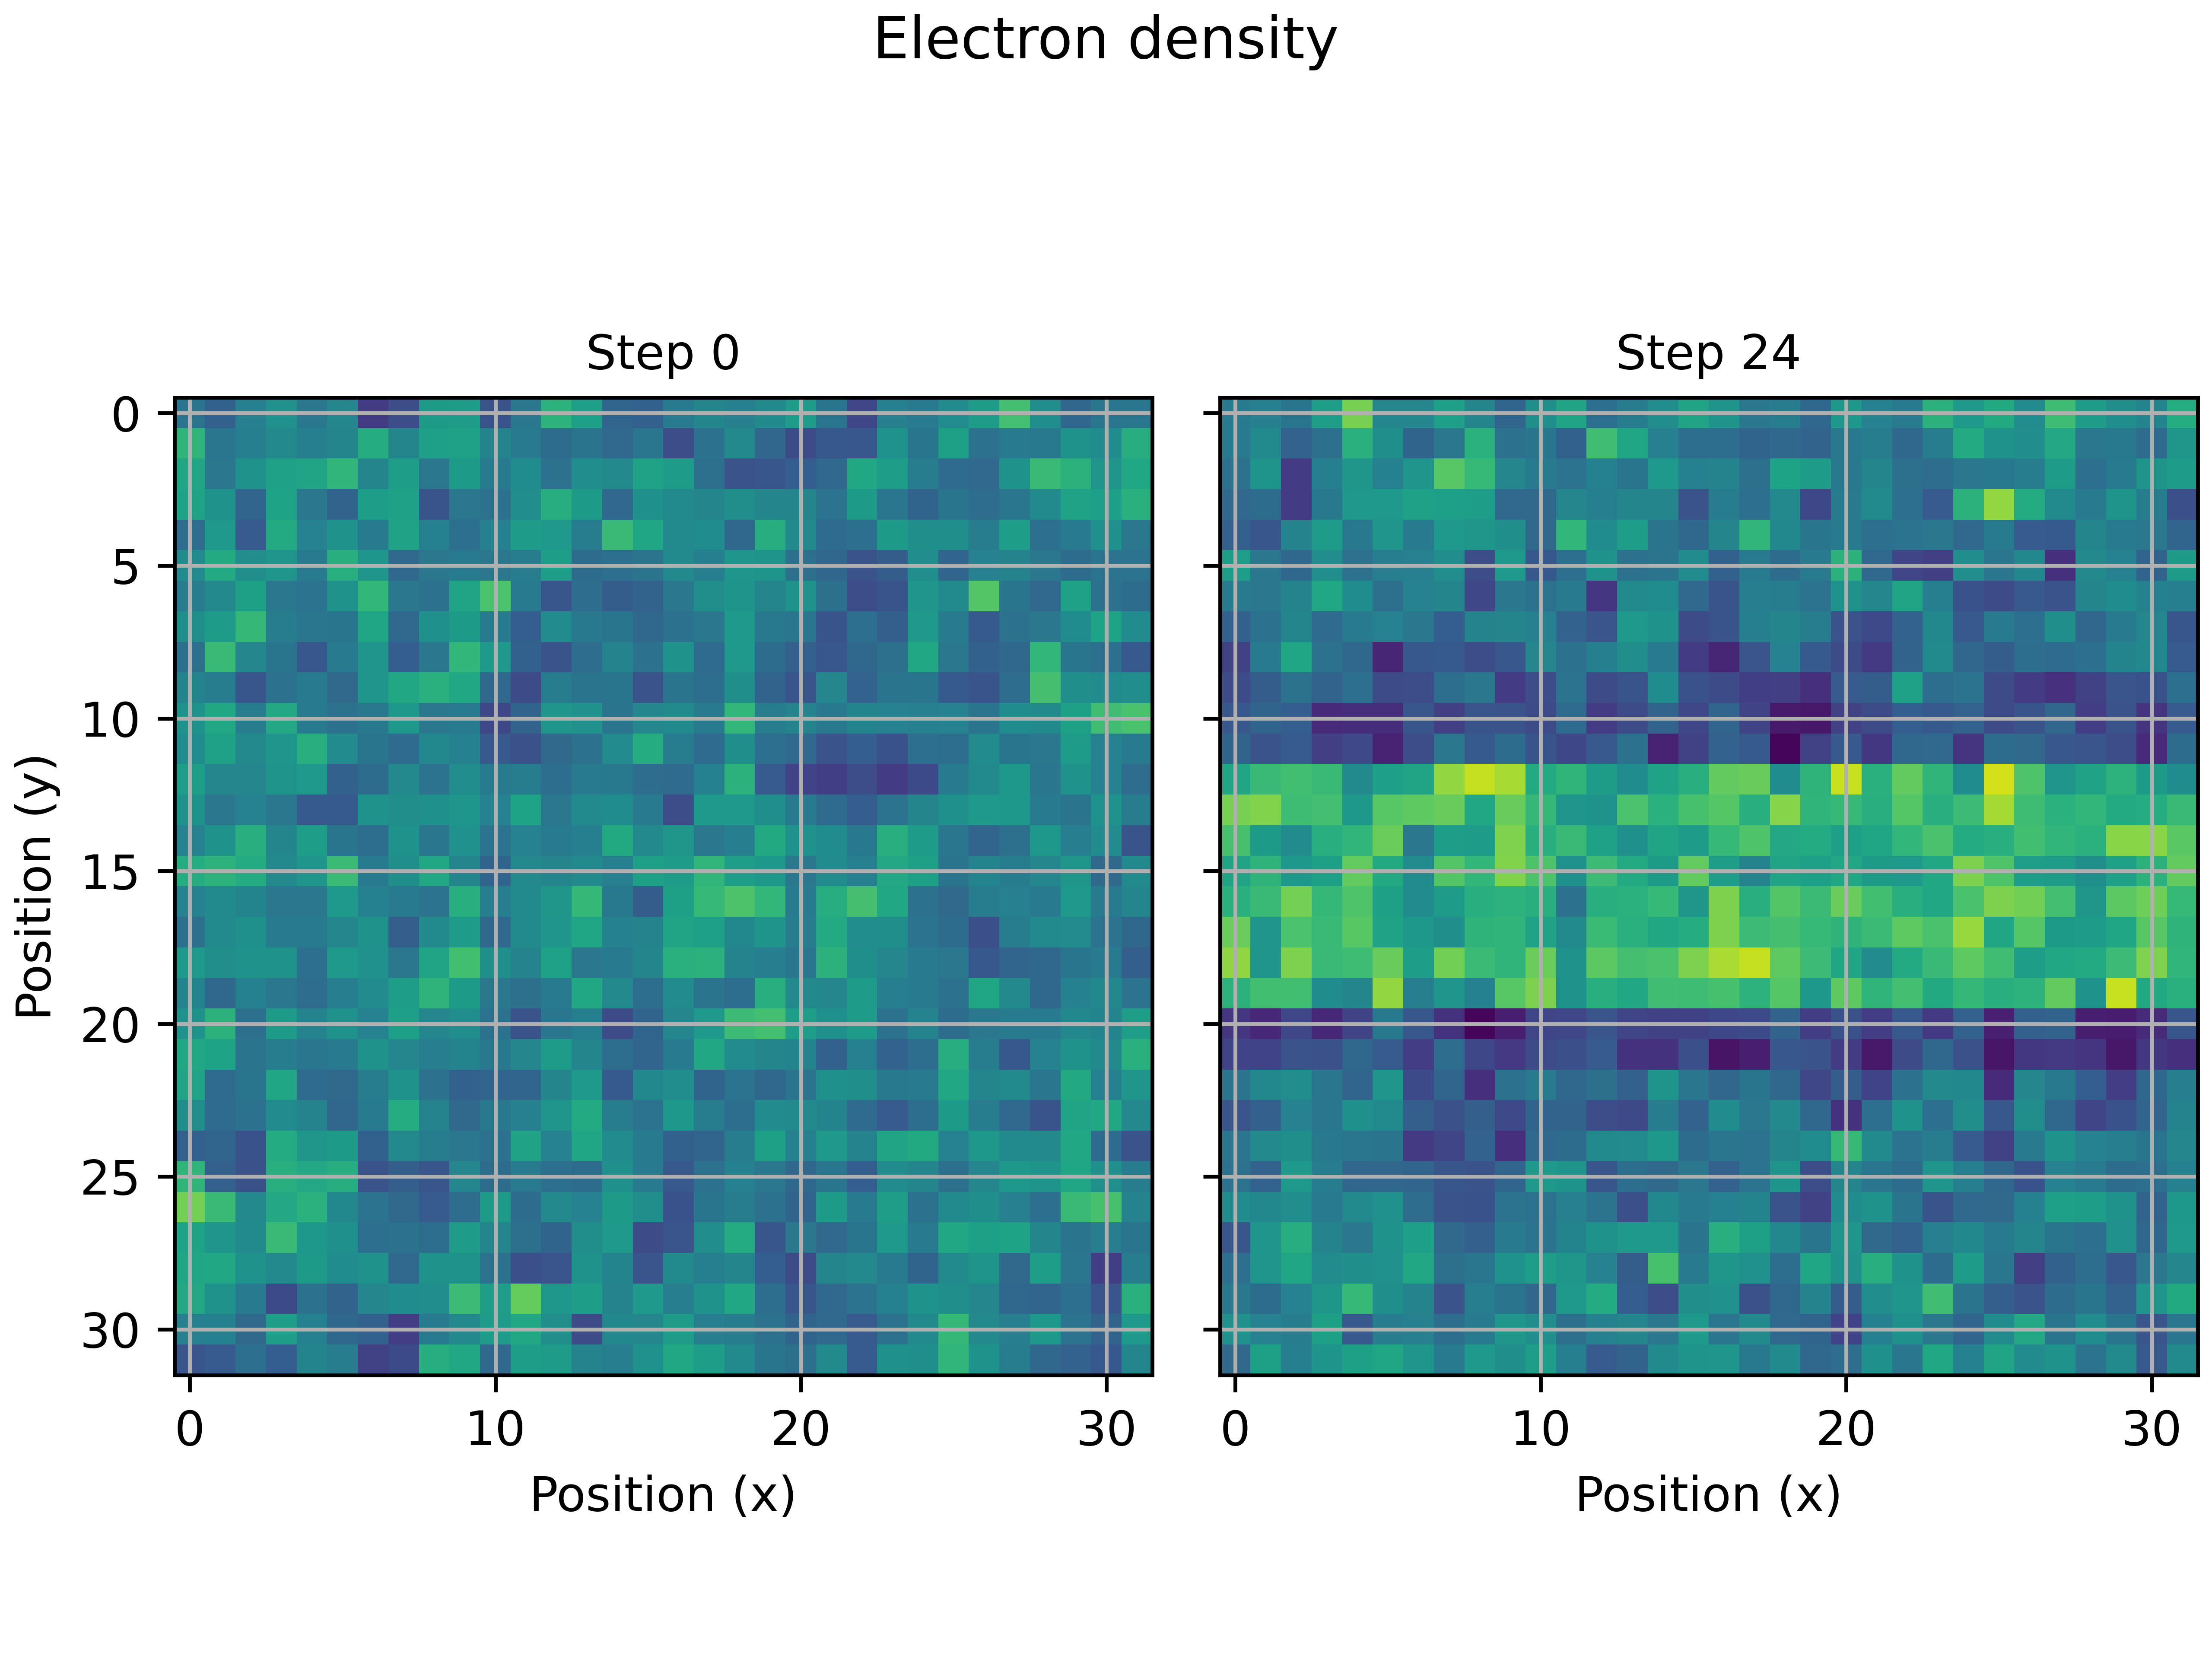 Electron density
Step 0
Step 24
Position (y)
0
5
10
15
20
25
30
0 10 20 30
0 10 20 30
Position (x)
Position (x)